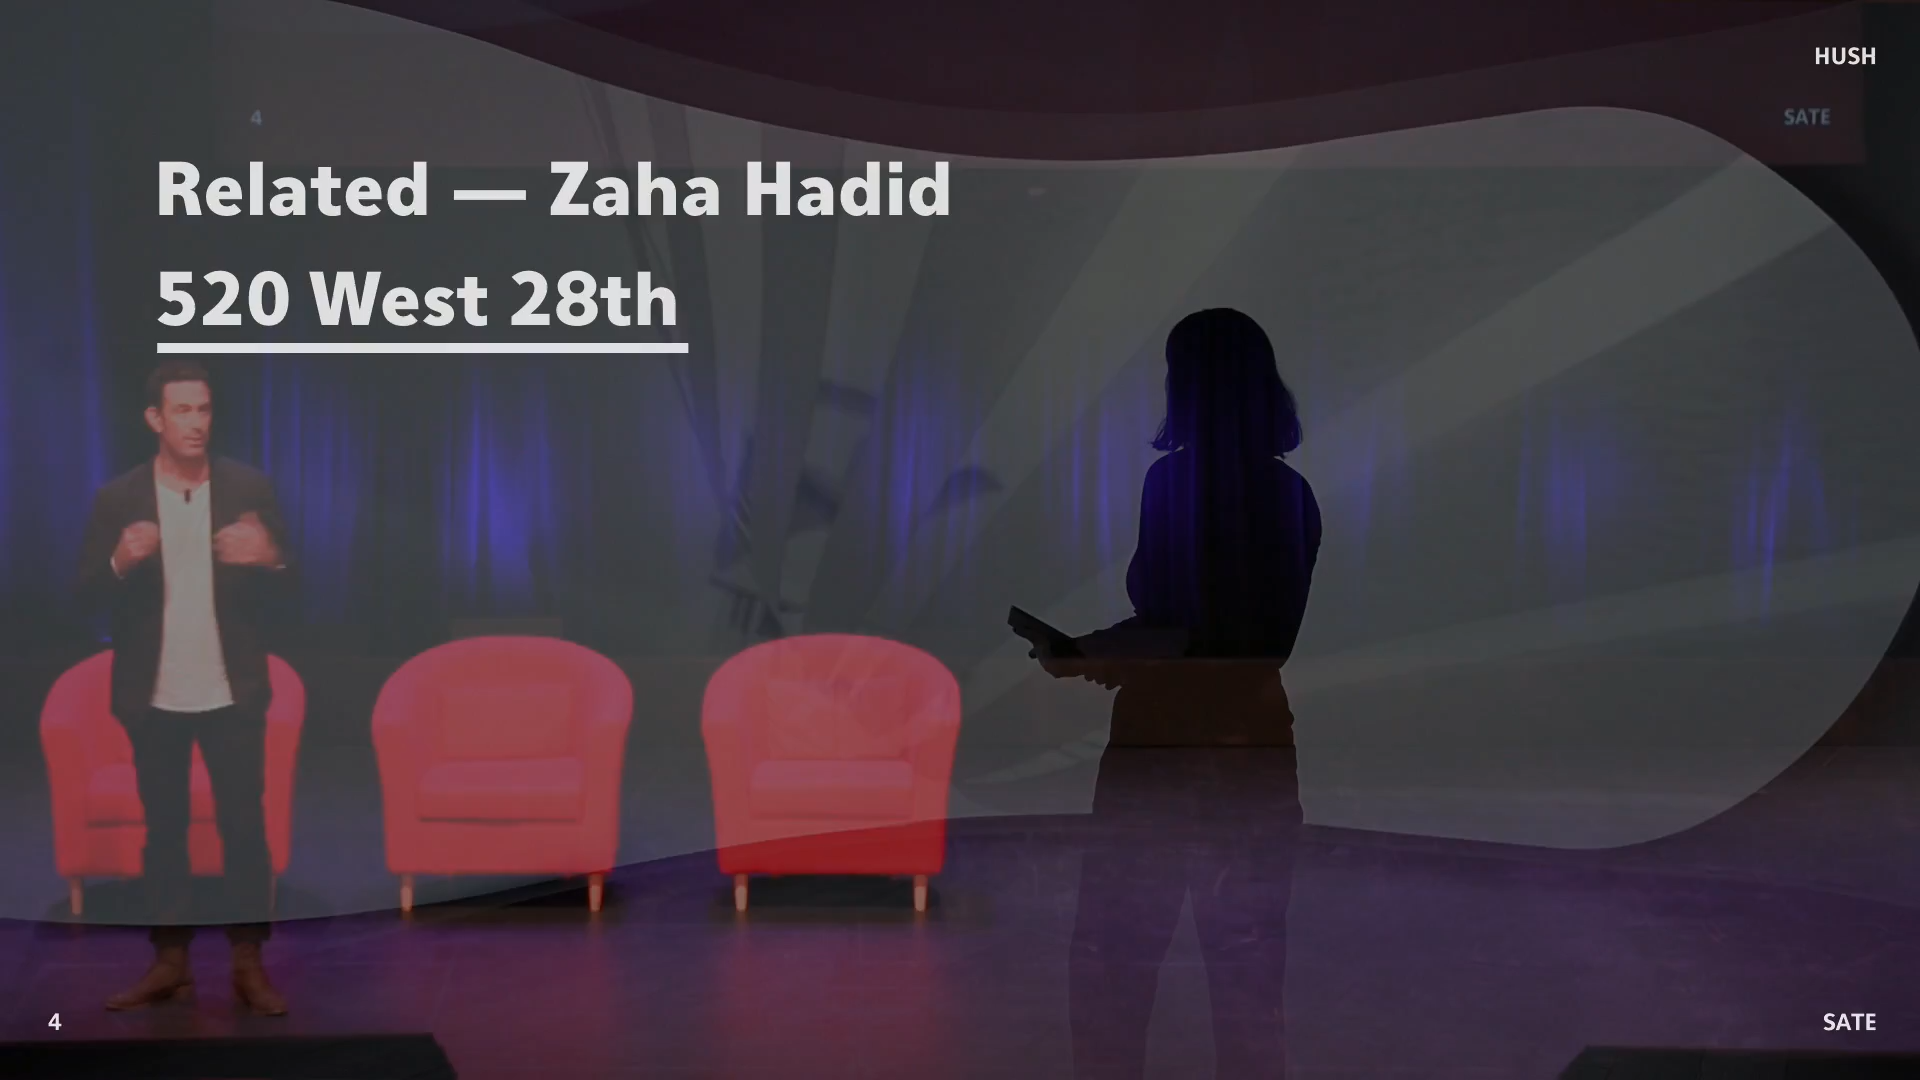 HUSH
4
SATE
Related — Zaha Hadid
520 West 28th
4
SATE